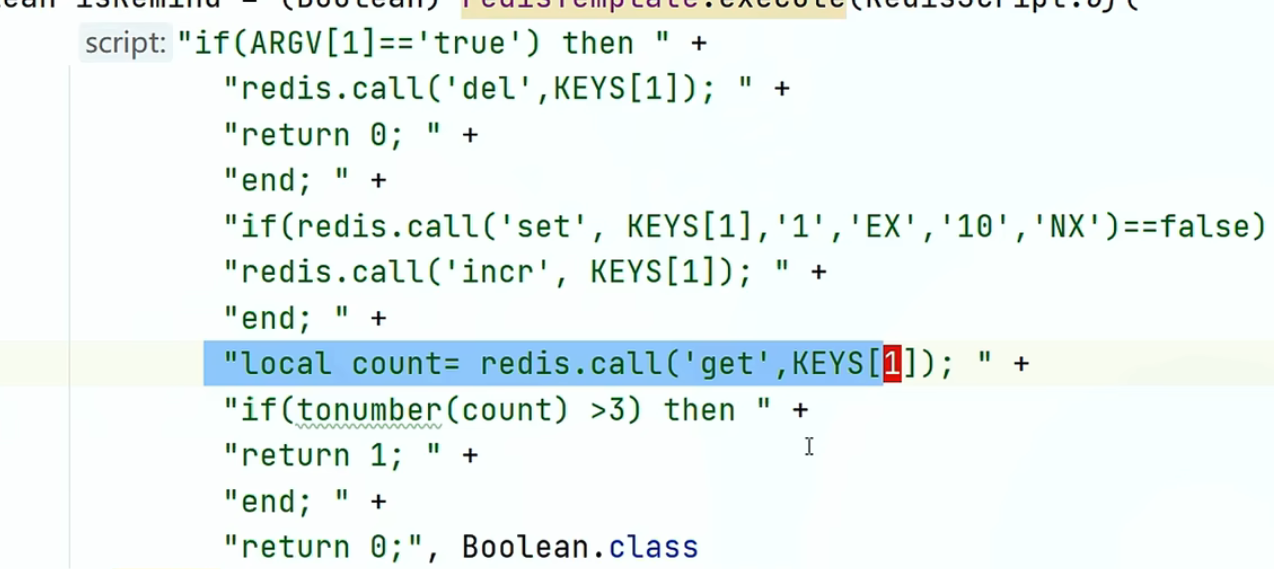 ean isRemind = (Boolean) redisTemplate.execute(RedisScript.of(
script: "if(ARGV[1]=='true') then " +
"redis.call('del',KEYS[1]); " +
"return 0; " +
"end; " +
"if(redis.call('set', KEYS[1],'1','EX','10','NX')==false)
"redis.call('incr', KEYS[1]); " +
"end; " +
"local count= redis.call('get',KEYS[1]); " +
"if(tonumber(count) >3) then " +
"return 1; " +
"end; " +
"return 0;", Boolean.class